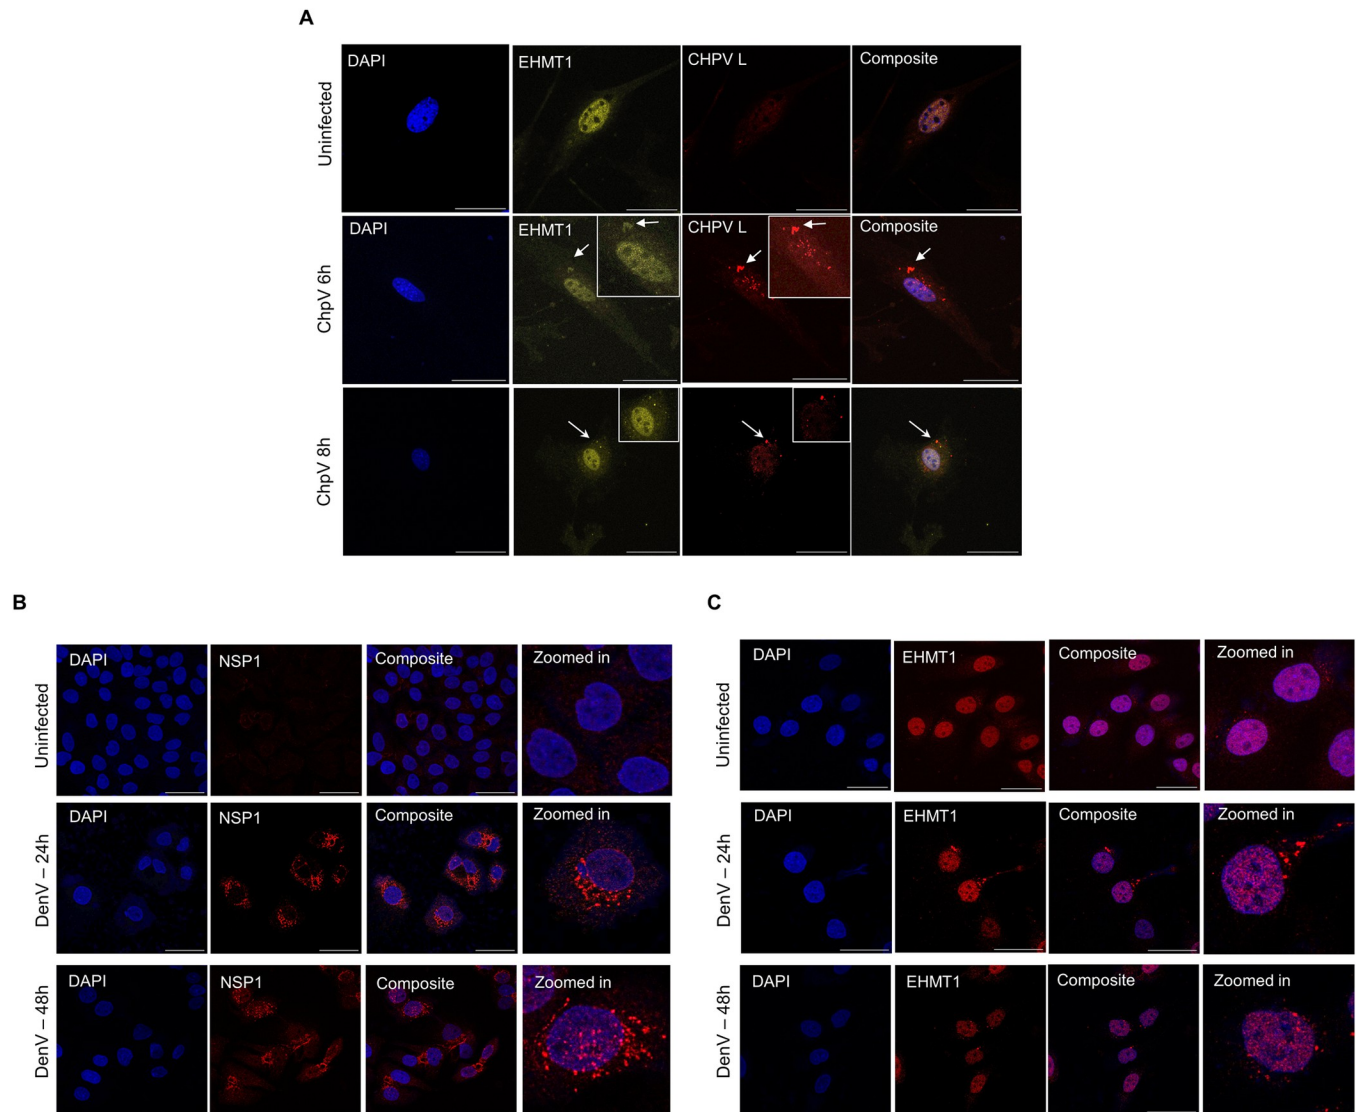 A
Uninfected
DAPI
EHMT1
CHPV L
Composite
ChpV 6h
DAPI
EHMT1
CHPV L
Composite
ChpV 8h
B
Uninfected
DAPI
NSP1
Composite
Zoomed in
DenV – 24h
DAPI
NSP1
Composite
Zoomed in
DenV – 48h
DAPI
NSP1
Composite
Zoomed in
C
Uninfected
DAPI
EHMT1
Composite
Zoomed in
DenV – 24h
DAPI
EHMT1
Composite
Zoomed in
DenV – 48h
DAPI
EHMT1
Composite
Zoomed in